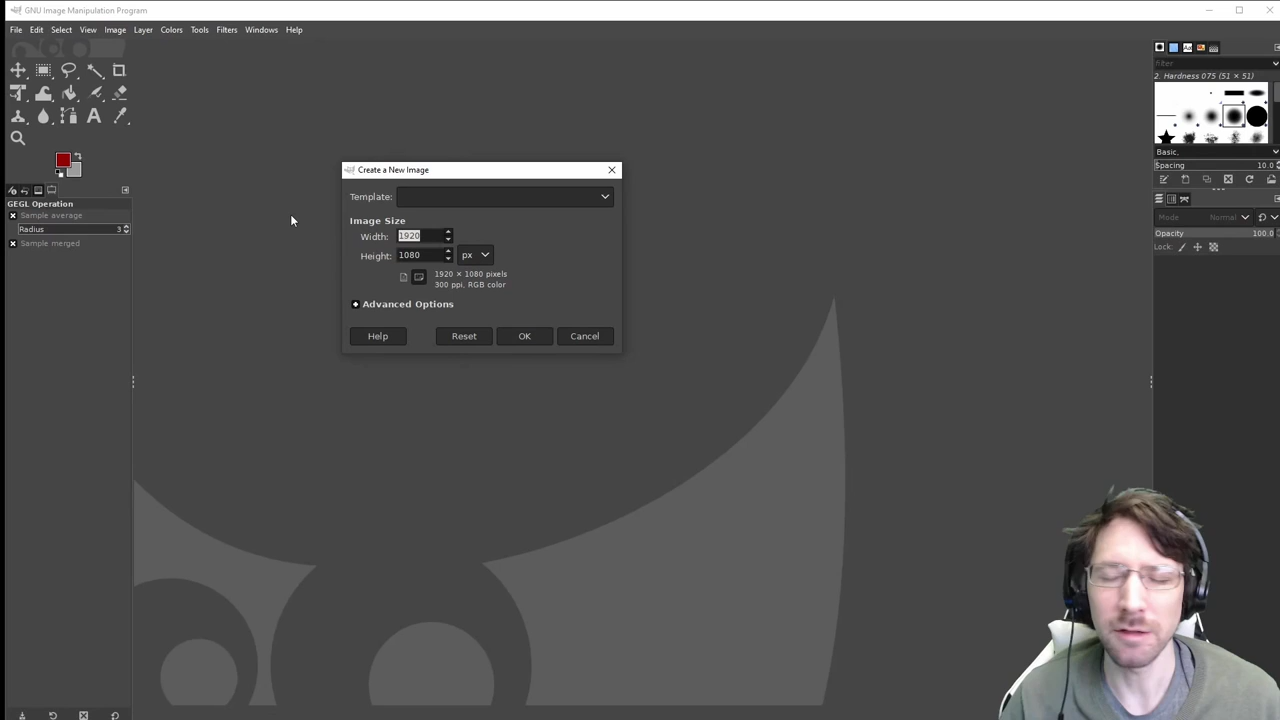 GNU Image Manipulation Program
File Edit Select View Image Layer Colors Tools Filters Windows Help
GEGL Operation
Sample average
Radius 3
Sample merged
Create a New Image
Template:
Image Size
Width: 1920
Height: 1080 px
1920 × 1080 pixels
300 ppi, RGB color
Advanced Options
Help Reset OK Cancel
filter
2. Hardness 075 (51 × 51)
Basic,
Spacing 10.0
Mode Normal
Opacity 100.0
Lock: